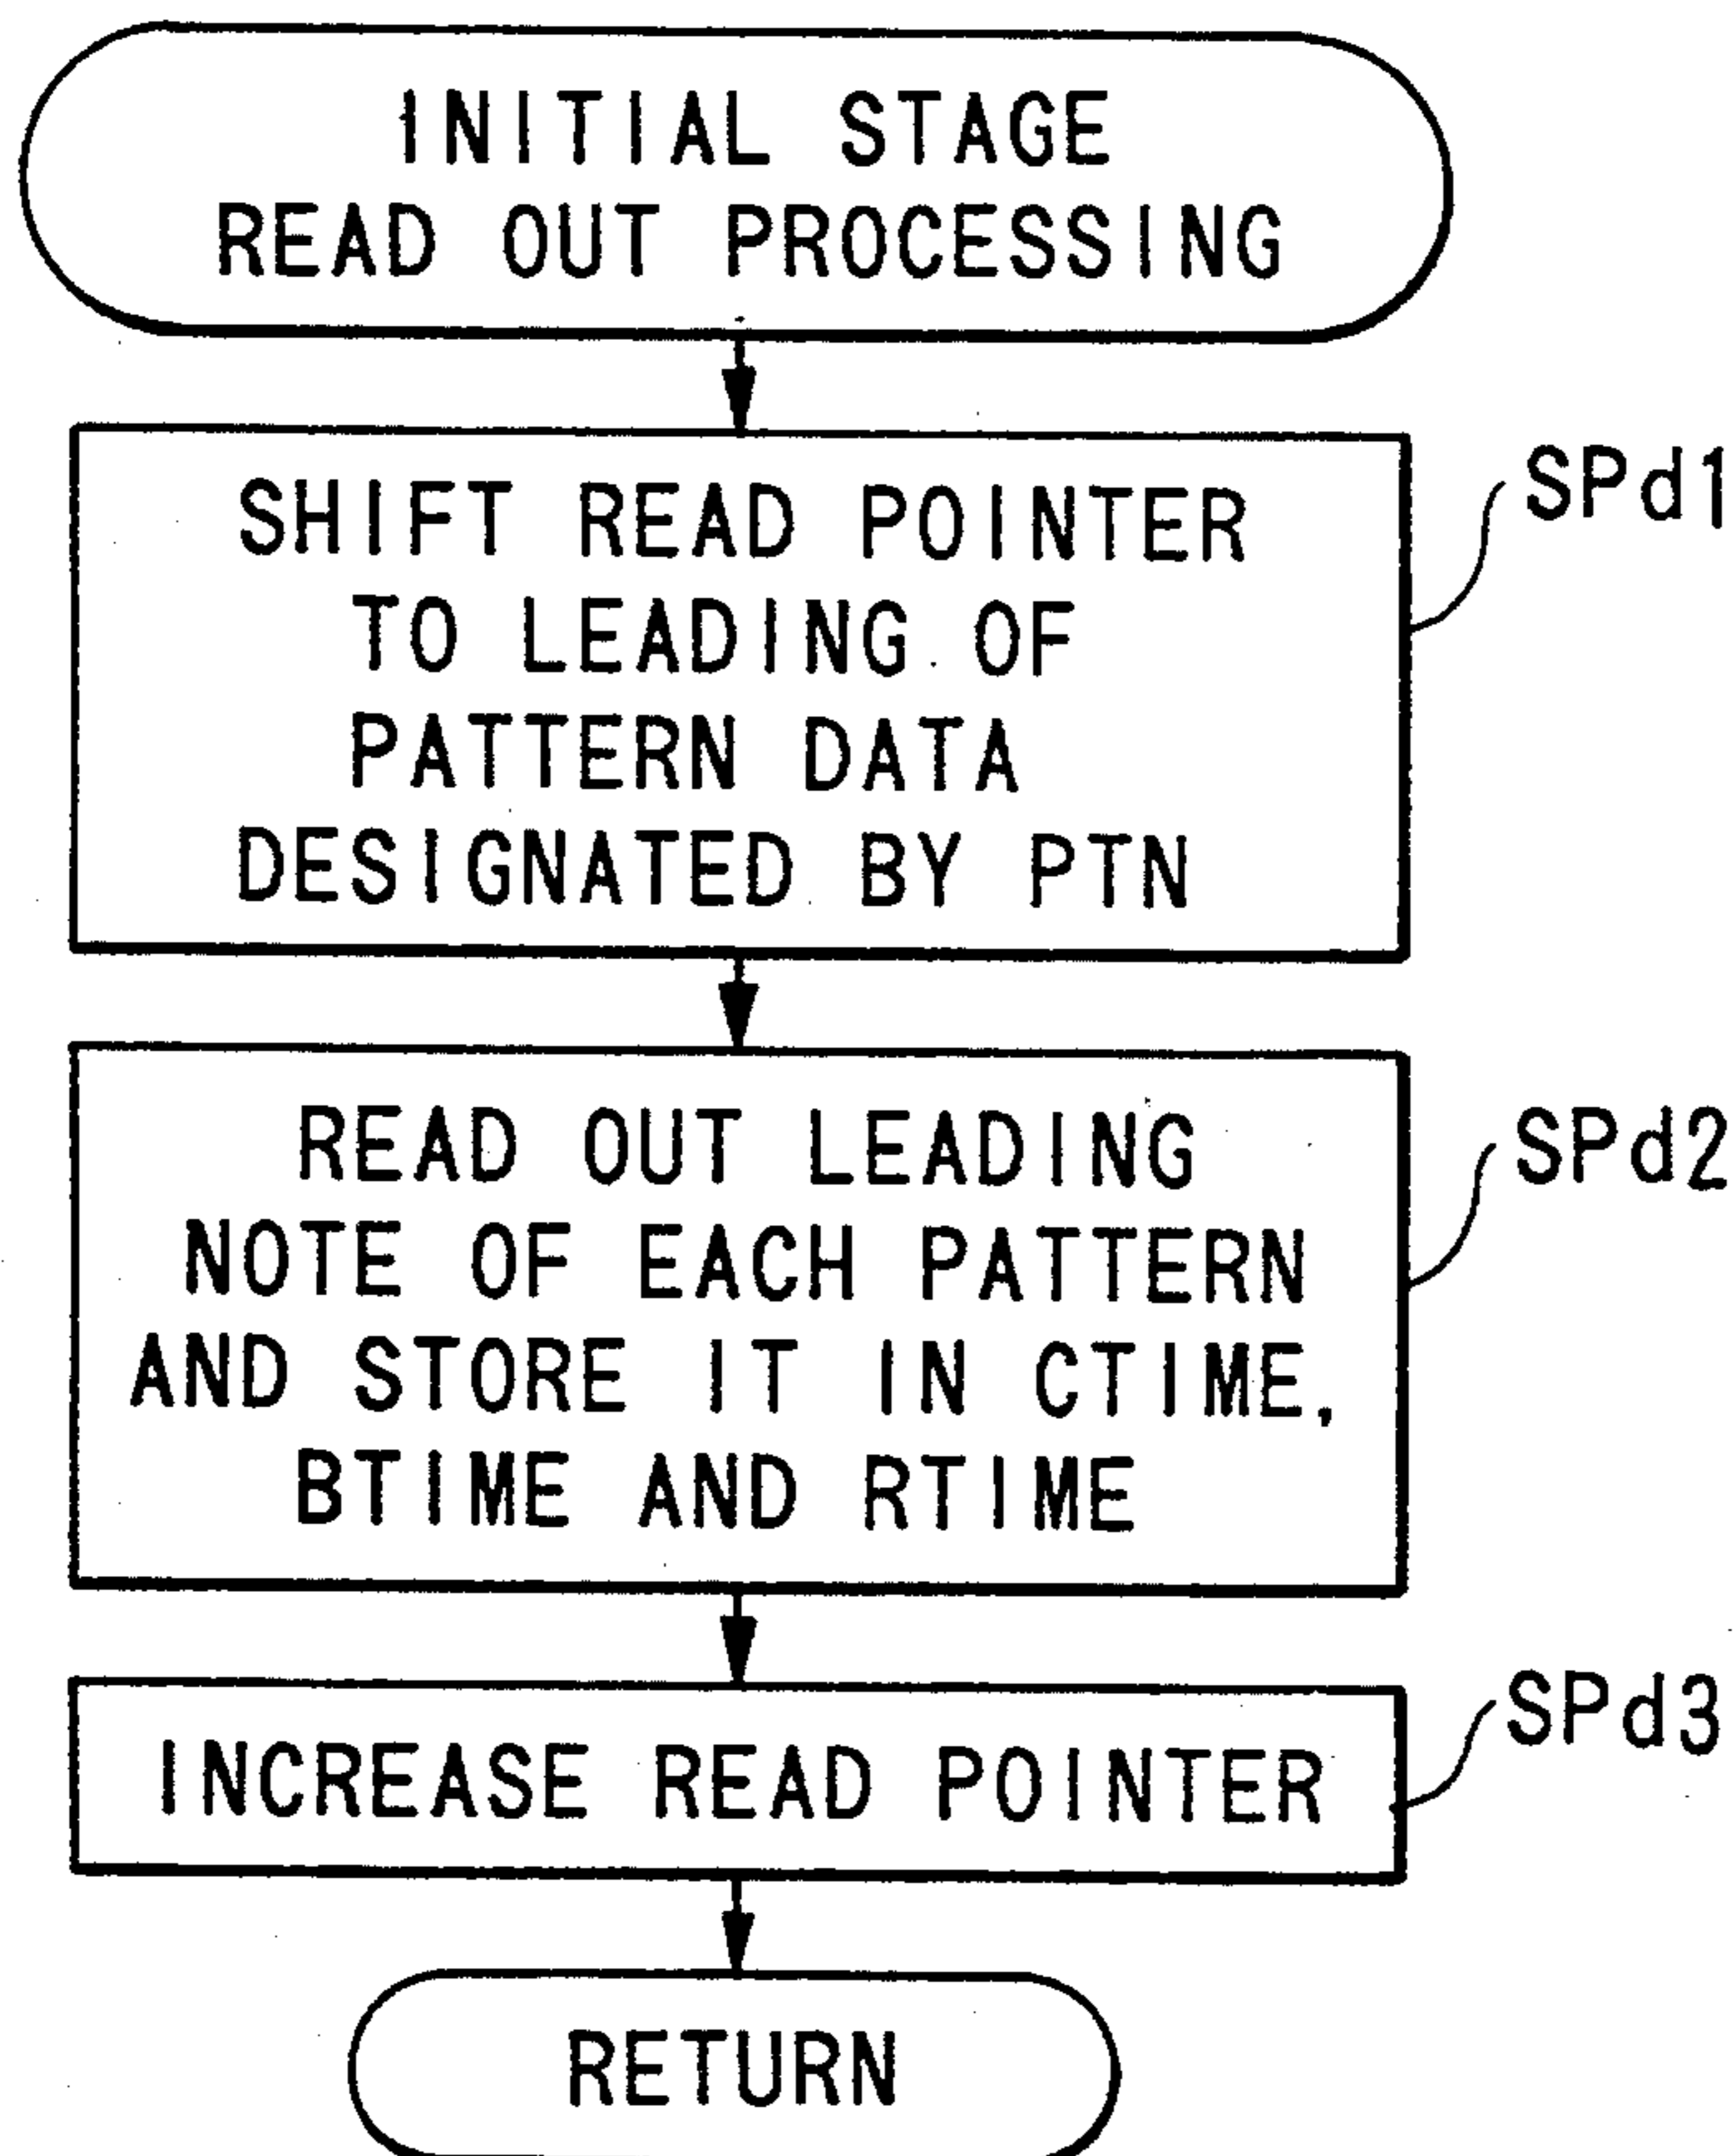 INITIAL STAGE
READ OUT PROCESSING
SHIFT READ POINTER
TO LEADING OF
PATTERN DATA
DESIGNATED BY PTN
SPd1
READ OUT LEADING
NOTE OF EACH PATTERN
AND STORE IT IN CTIME,
BTIME AND RTIME
SPd2
INCREASE READ POINTER
SPd3
RETURN